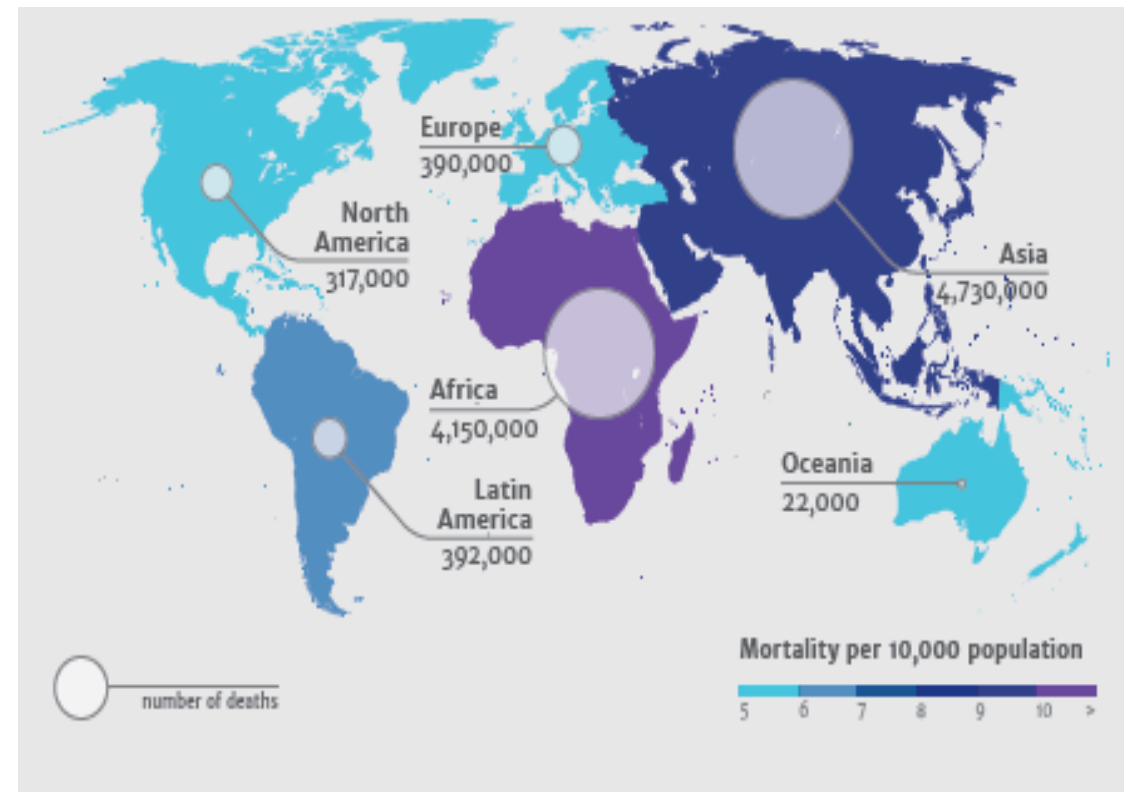 Europe
390,000
North
America
317,000
Asia
4,730,000
Africa
4,150,000
Oceania
22,000
Latin
America
392,000
Mortality per 10,000 population
number of deaths
5 6 7 8 9 10 >